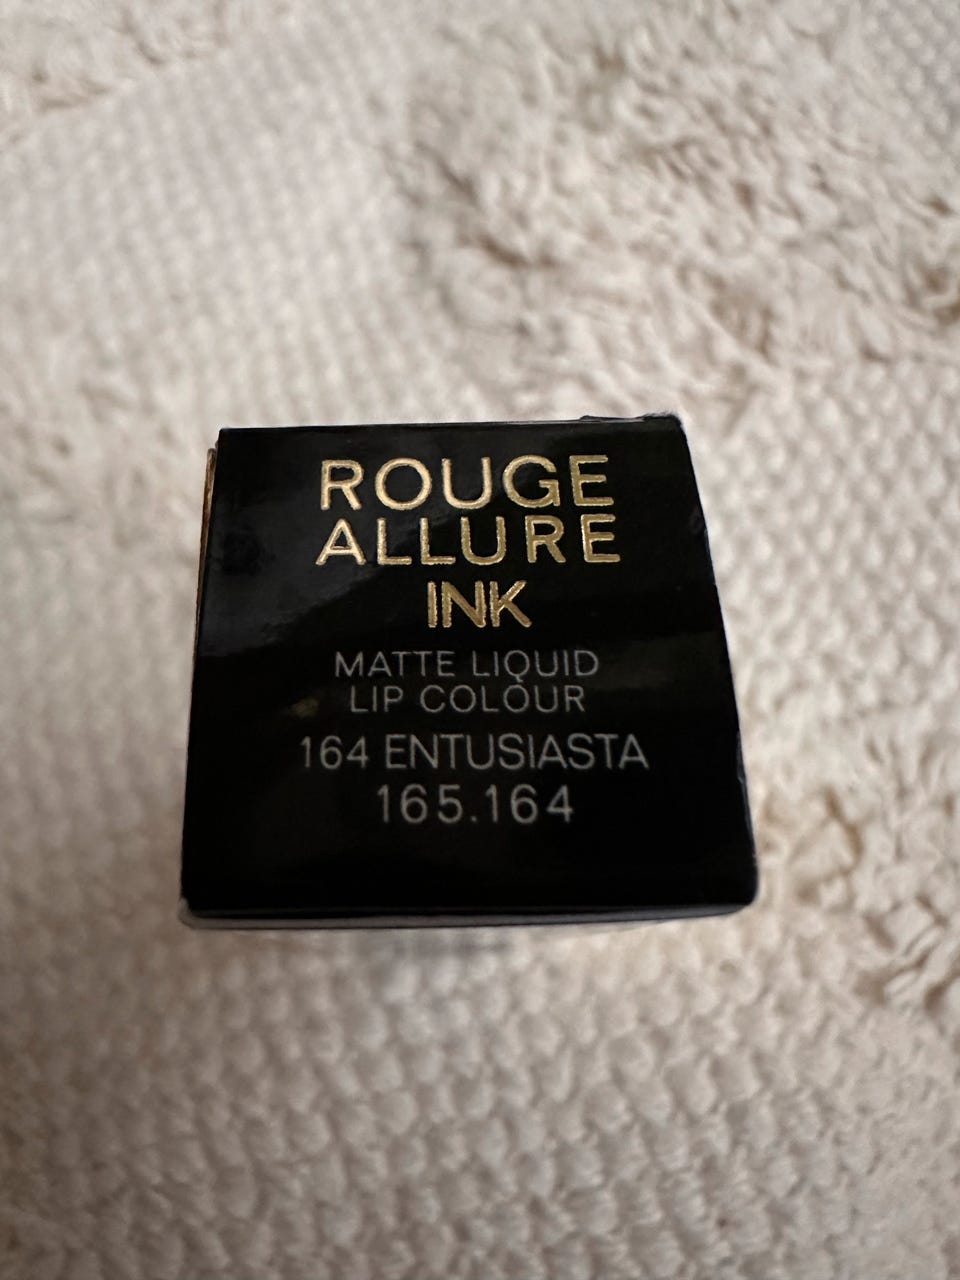 ROUGE
ALLURE
INK
MATTE LIQUID
LIP COLOUR
164 ENTUSIASTA
165.164